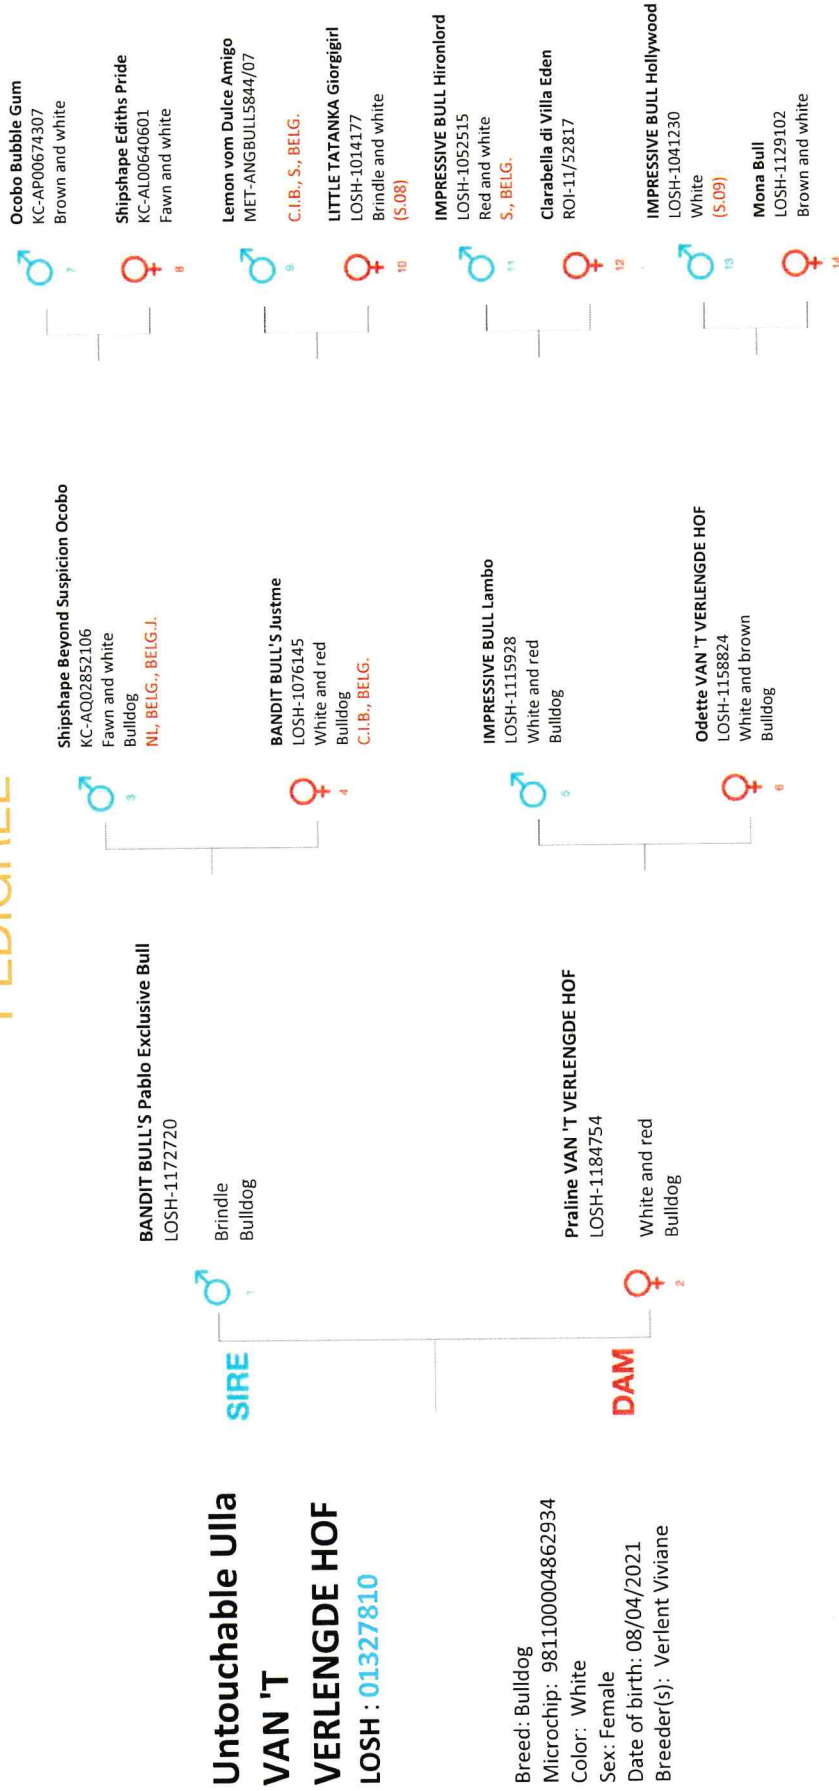 PEDIGREE
Untouchable Ulla
VAN 'T
VERLENGDE HOF
LOSH : 01327810
Breed: Bulldog
Microchip: 981100004862934
Color: White
Sex: Female
Date of birth: 08/04/2021
Breeder(s): Verlent Viviane
SIRE
1
BANDIT BULL'S Pablo Exclusive Bull
LOSH-1172720
Brindle
Bulldog
DAM
2
Praline VAN 'T VERLENGDE HOF
LOSH-1184754
White and red
Bulldog
3
Shipshape Beyond Suspicion Ocobo
KC-AQ02852106
Fawn and white
Bulldog
NL, BELG., BELG.J.
4
BANDIT BULL'S Justme
LOSH-1076145
White and red
Bulldog
C.I.B., BELG.
5
IMPRESSIVE BULL Lambo
LOSH-1115928
White and red
Bulldog
6
Odette VAN 'T VERLENGDE HOF
LOSH-1158824
White and brown
Bulldog
7
Ocobo Bubble Gum
KC-AP00674307
Brown and white
8
Shipshape Ediths Pride
KC-AL00640601
Fawn and white
9
Lemon vom Dulce Amigo
MET-ANGBULL5844/07
C.I.B., S., BELG.
10
LITTLE TATANKA Giorgigirl
LOSH-1014177
Brindle and white
(S.08)
11
IMPRESSIVE BULL Hironlord
LOSH-1052515
Red and white
S., BELG.
12
Clarabella di Villa Eden
ROI-11/52817
13
IMPRESSIVE BULL Hollywood
LOSH-1041230
White
(S.09)
14
Mona Bull
LOSH-1129102
Brown and white